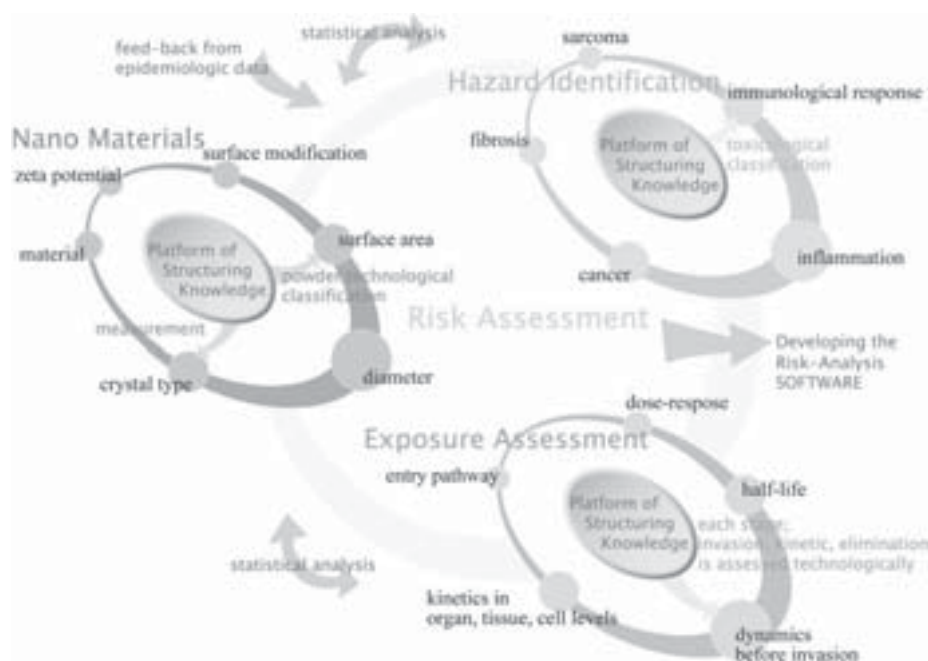 feed-back from
epidemiologic data
statistical analysis
sarcoma
Hazard Identification
immunological response
fibrosis
Platform of
Structuring
Knowledge
toxicological
classification
cancer
inflammation
Nano Materials
surface modification
zeta potential
material
Platform of
Structuring
Knowledge
surface area
powder technological
classification
measurement
crystal type
diameter
Risk Assessment
Developing the
Risk-Analysis
SOFTWARE
dose-respose
Exposure Assessment
entry pathway
Platform of
Structuring
Knowledge
half-life
each stage;
invasion, kinetic, elimination
is assessed technologically
statistical analysis
kinetics in
organ, tissue, cell levels
dynamics
before invasion